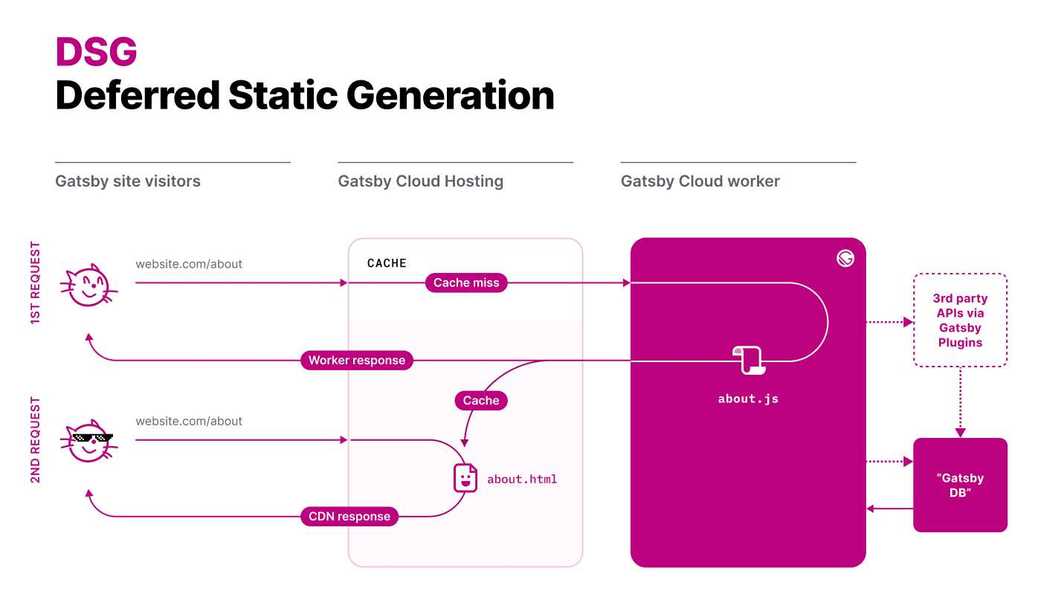 DSG
Deferred Static Generation
Gatsby site visitors
Gatsby Cloud Hosting
Gatsby Cloud worker
1ST REQUEST
website.com/about
CACHE
Cache miss
3rd party
APIs via
Gatsby
Plugins
Worker response
about.js
Cache
2ND REQUEST
website.com/about
about.html
"Gatsby
DB"
CDN response